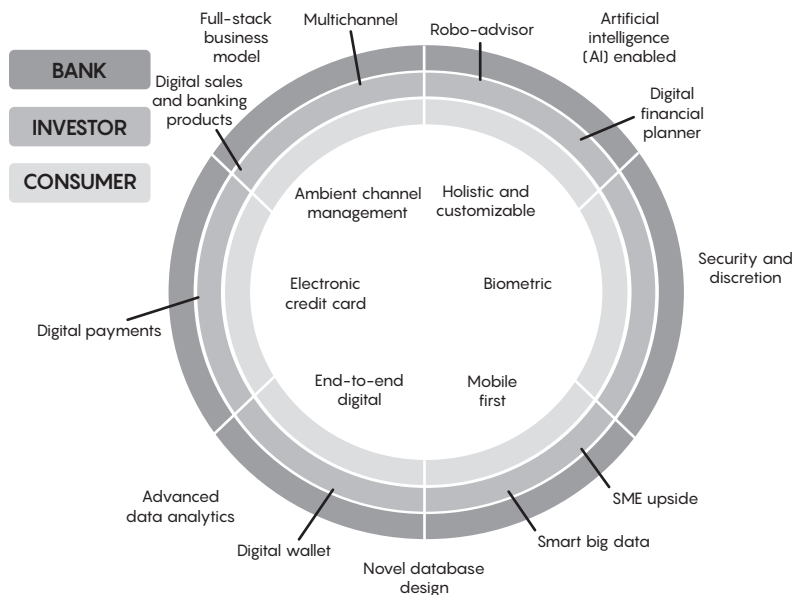 Full-stack
business
model
Multichannel
Robo-advisor
Artificial
intelligence
(AI) enabled
BANK
INVESTOR
CONSUMER
Digital sales
and banking
products
Digital
financial
planner
Ambient channel
management
Holistic and
customizable
Security and
discretion
Electronic
credit card
Biometric
Digital payments
End-to-end
digital
Mobile
first
Advanced
data analytics
SME upside
Digital wallet
Smart big data
Novel database
design